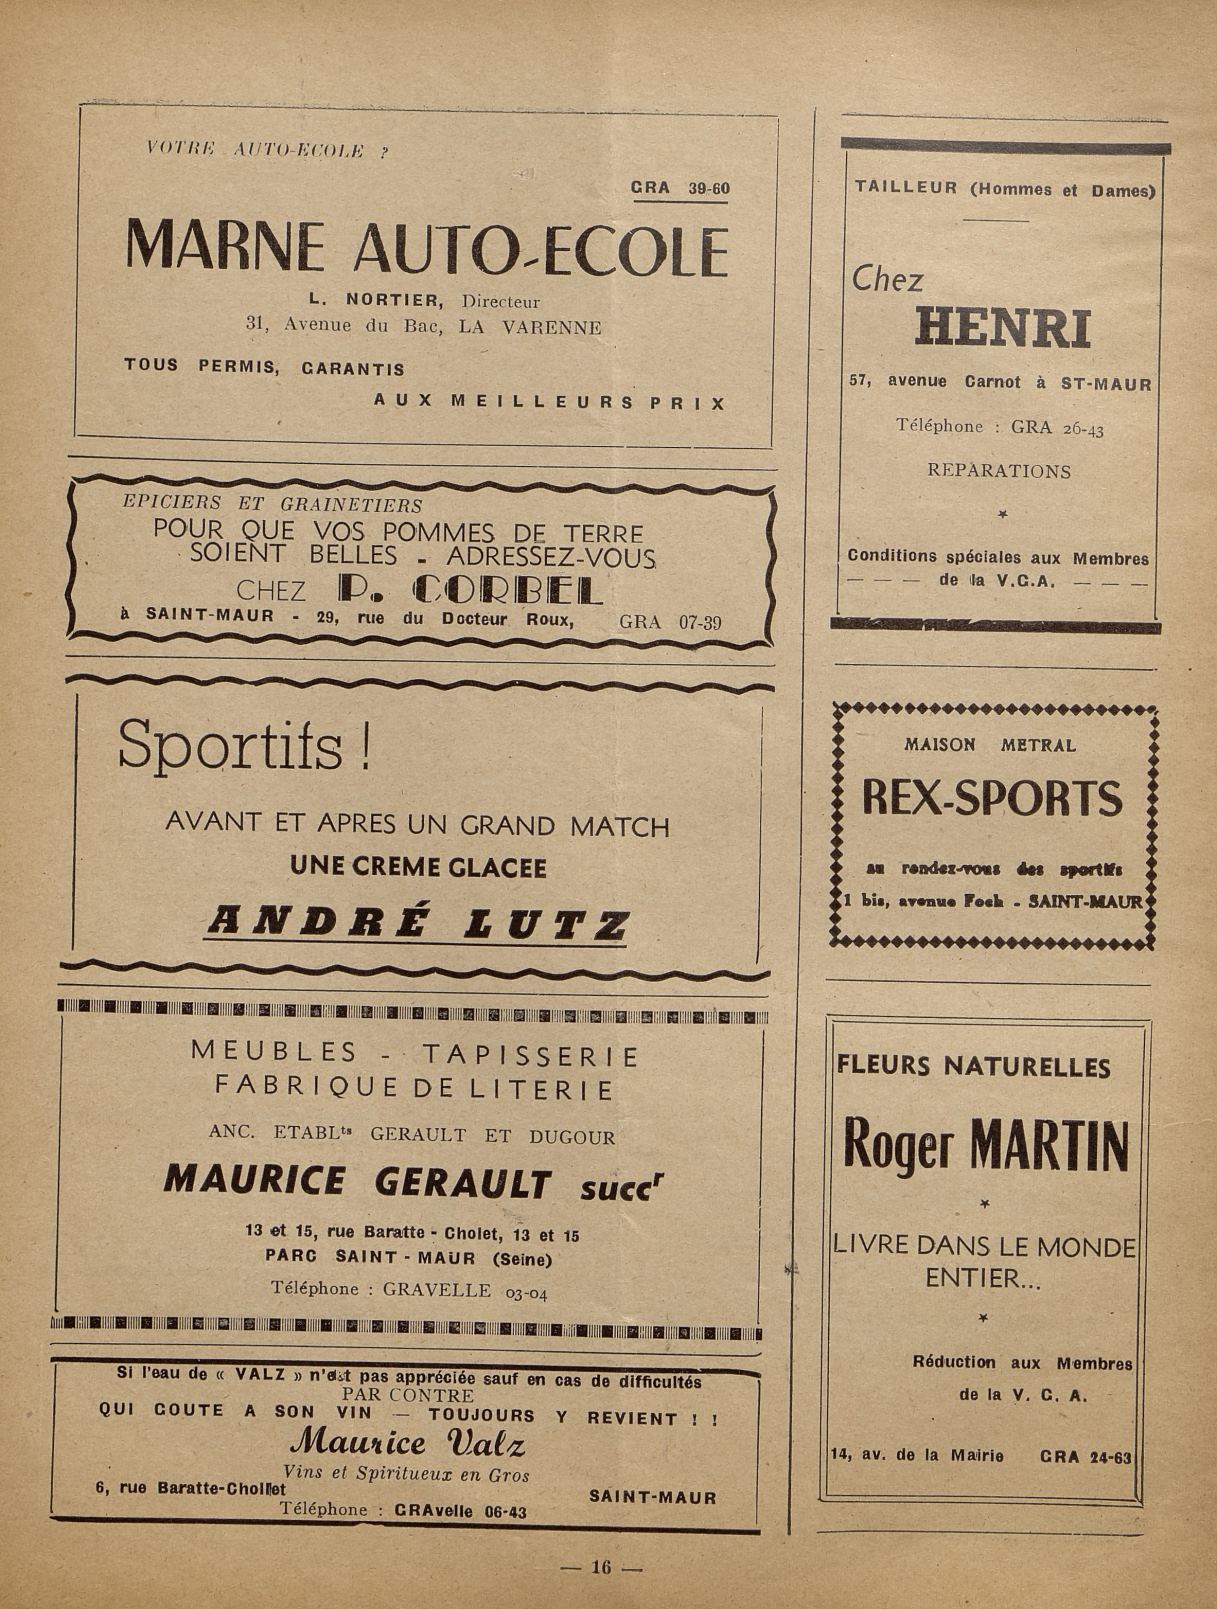 VOTRE AUTO-ECOLE ?
GRA 39-60
MARNE AUTO-ECOLE
L. NORTIER, Directeur
31, Avenue du Bac, LA VARENNE
TOUS PERMIS, GARANTIS
AUX MEILLEURS PRIX
EPICIERS ET GRAINETIERS
POUR QUE VOS POMMES DE TERRE
SOIENT BELLES - ADRESSEZ-VOUS
CHEZ P. CORBEL
à SAINT-MAUR - 29, rue du Docteur Roux, GRA 07-39
Sportifs !
AVANT ET APRES UN GRAND MATCH
UNE CREME GLACEE
ANDRÉ LUTZ
MEUBLES - TAPISSERIE
FABRIQUE DE LITERIE
ANC. ETABLts GERAULT ET DUGOUR
MAURICE GERAULT succr
13 et 15, rue Baratte - Cholet, 13 et 15
PARC SAINT - MAUR (Seine)
Téléphone : GRAVELLE 03-04
Si l'eau de « VALZ » n'est pas appréciée sauf en cas de difficultés
PAR CONTRE
QUI GOUTE A SON VIN — TOUJOURS Y REVIENT ! !
Maurice Valz
Vins et Spiritueux en Gros
6, rue Baratte-Chollet SAINT-MAUR
Téléphone : GRAvelle 06-43
TAILLEUR (Hommes et Dames)
Chez
HENRI
57, avenue Carnot à ST-MAUR
Téléphone : GRA 26-43
REPARATIONS
Conditions spéciales aux Membres
— — — de la V.G.A. — — —
MAISON METRAL
REX-SPORTS
au rendez-vous des sportifs
1 bis, avenue Foch - SAINT-MAUR
FLEURS NATURELLES
Roger MARTIN
LIVRE DANS LE MONDE
ENTIER...
Réduction aux Membres
de la V. G. A.
14, av. de la Mairie GRA 24-63
— 16 —